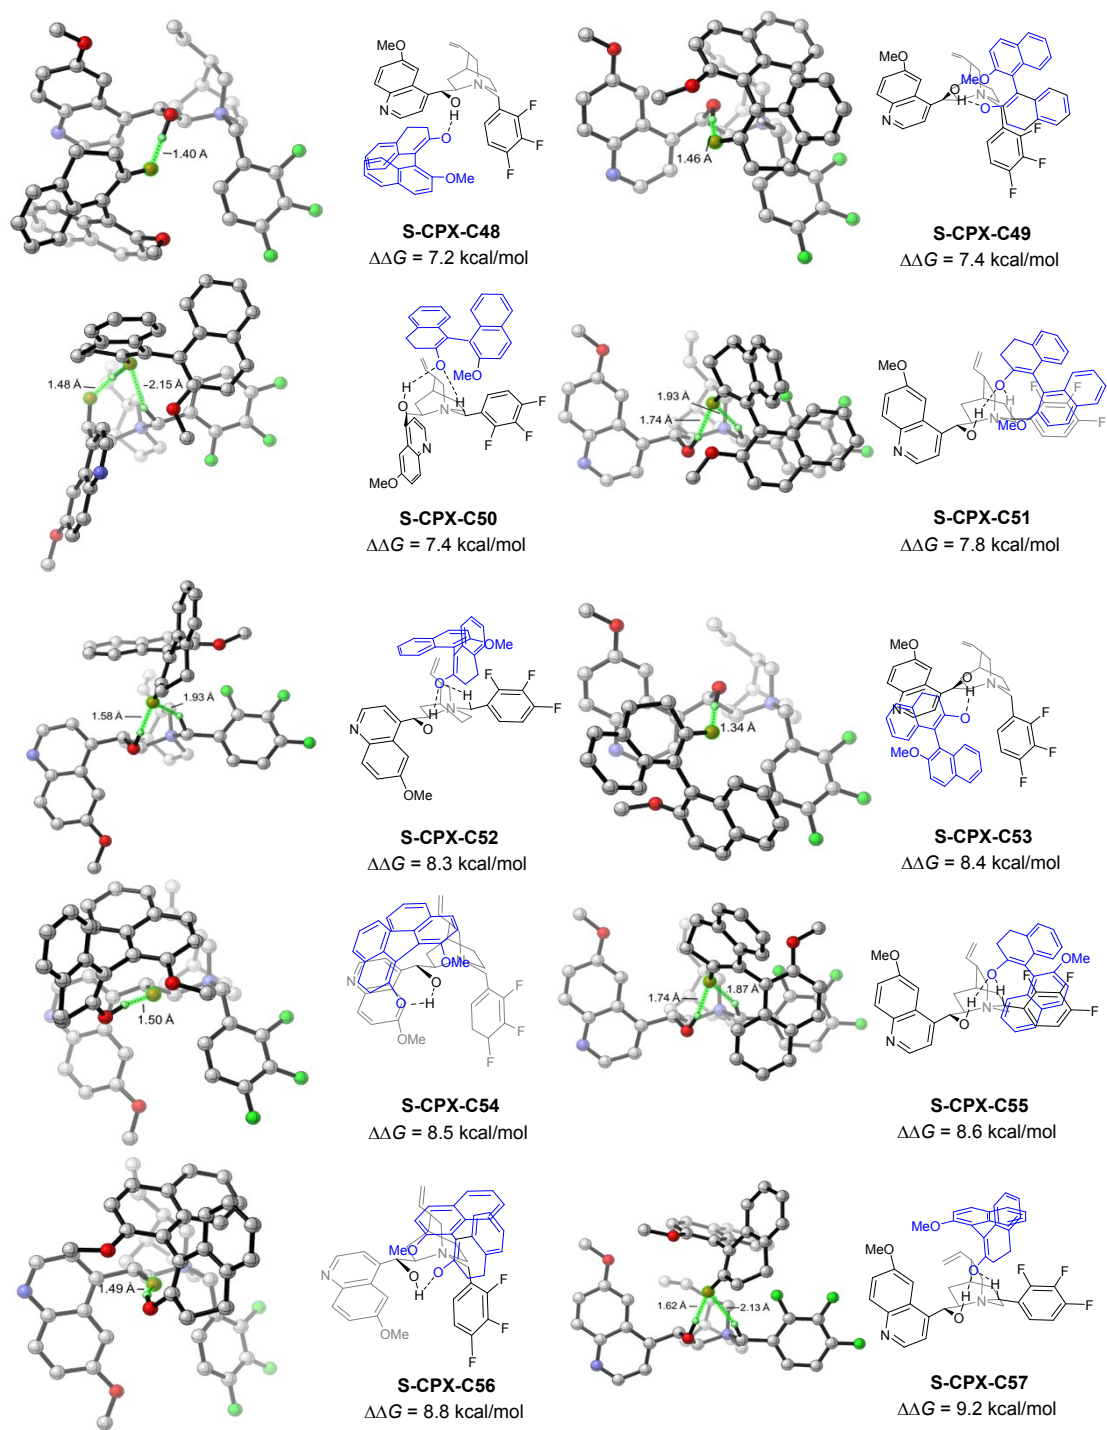 MeO
N
N
O
H
O
OMe
F
F
F
1.40 Å
S-CPX-C48
ΔΔG = 7.2 kcal/mol
MeO
MeO
N
N
O
H
O
F
F
F
1.46 Å
S-CPX-C49
ΔΔG = 7.4 kcal/mol
1.48 Å
2.15 Å
O
MeO
H
H
O
N
N
MeO
F
F
F
S-CPX-C50
ΔΔG = 7.4 kcal/mol
1.93 Å
1.74 Å
MeO
O
H
H
N
N
O
MeO
F
F
F
S-CPX-C51
ΔΔG = 7.8 kcal/mol
1.93 Å
1.58 Å
OMe
O
H
H
N
N
O
OMe
F
F
F
S-CPX-C52
ΔΔG = 8.3 kcal/mol
1.34 Å
MeO
O
H
N
N
O
MeO
F
F
F
S-CPX-C53
ΔΔG = 8.4 kcal/mol
1.50 Å
OMe
N
N
O
O
H
OMe
F
F
F
S-CPX-C54
ΔΔG = 8.5 kcal/mol
1.87 Å
1.74 Å
MeO
OMe
O
H
H
N
N
O
F
F
F
S-CPX-C55
ΔΔG = 8.6 kcal/mol
1.49 Å
MeO
N
N
O
H
O
OMe
F
F
F
S-CPX-C56
ΔΔG = 8.8 kcal/mol
1.62 Å
2.13 Å
MeO
MeO
O
H
H
N
N
O
F
F
F
S-CPX-C57
ΔΔG = 9.2 kcal/mol